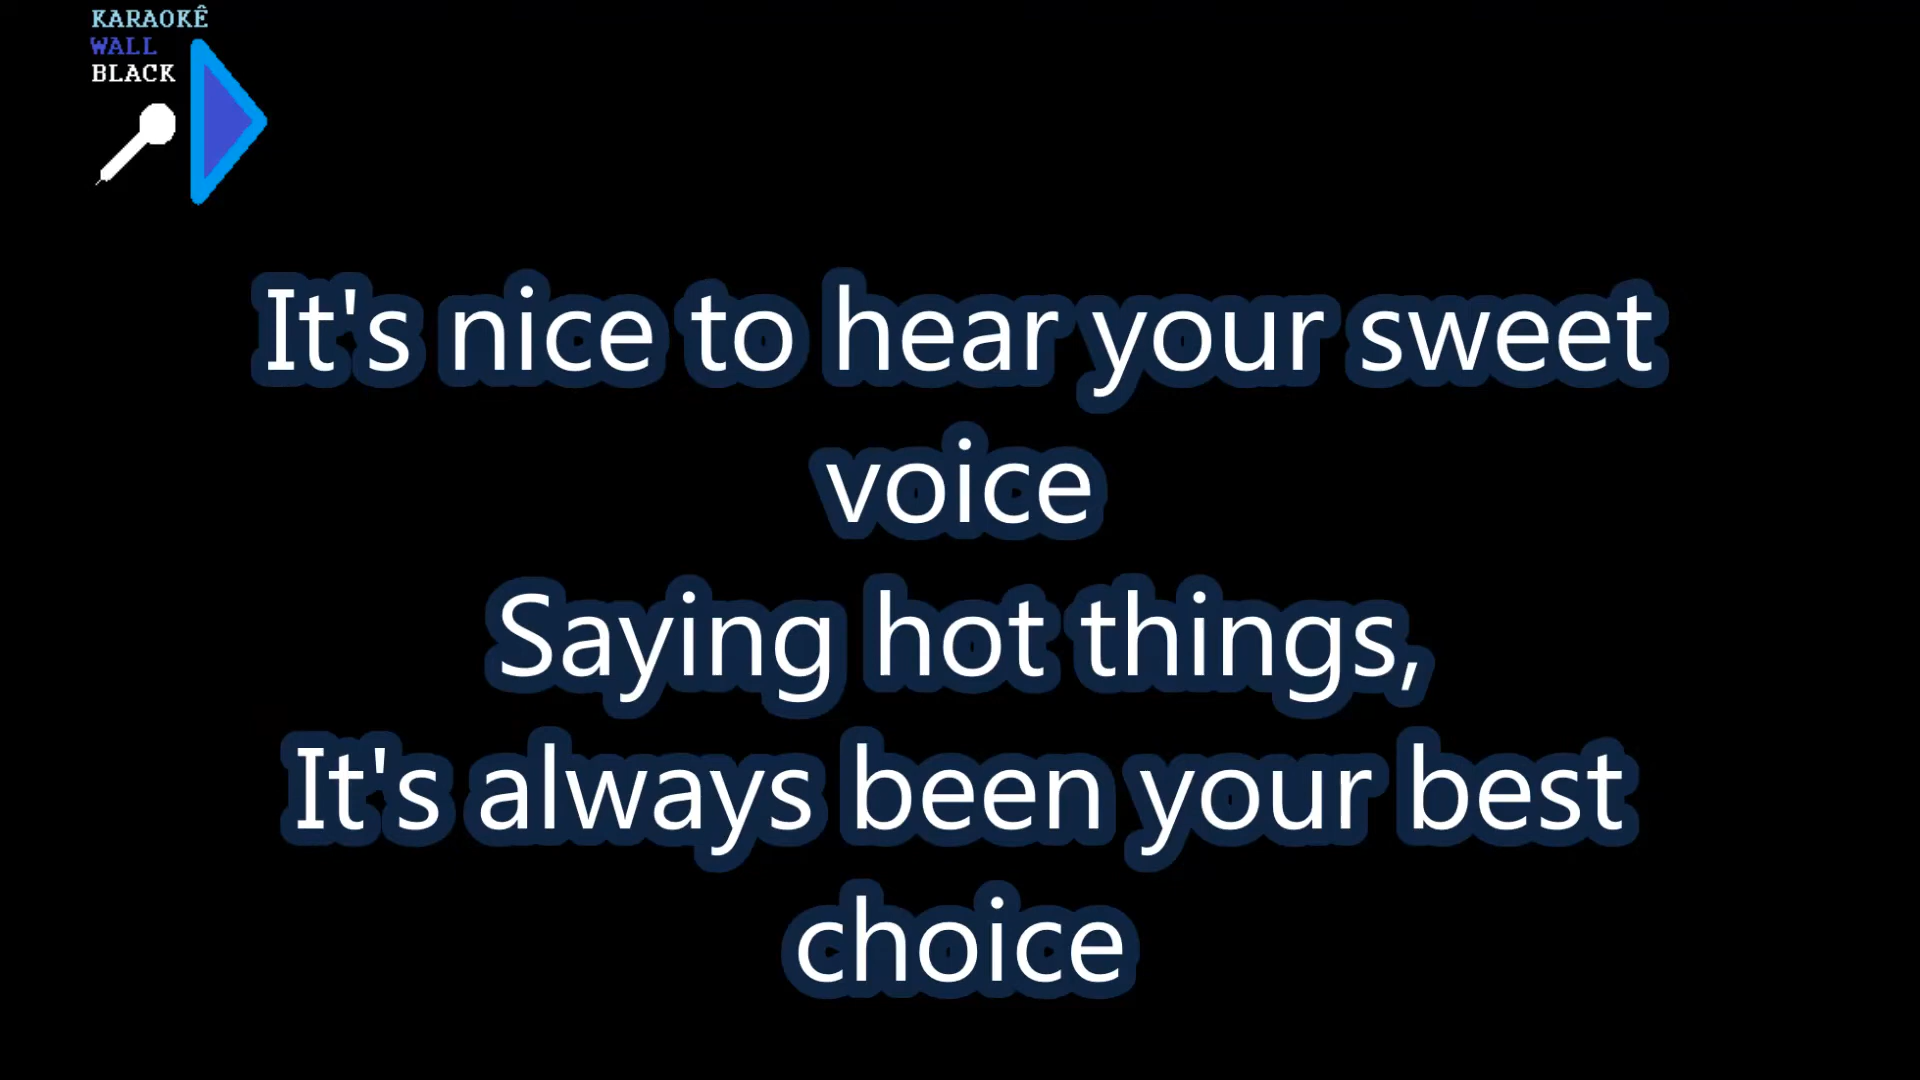 KARAOKÊ
WALL
BLACK
It's nice to hear your sweet
voice
Saying hot things,
It's always been your best
choice